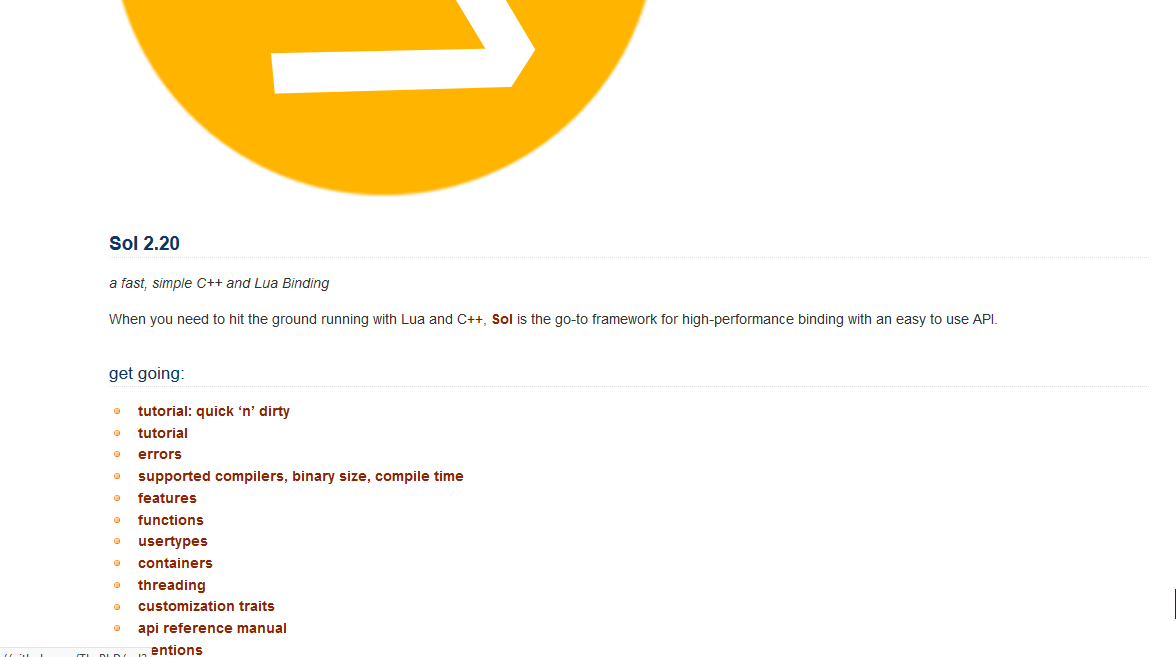 Sol 2.20
a fast, simple C++ and Lua Binding
When you need to hit the ground running with Lua and C++, Sol is the go-to framework for high-performance binding with an easy to use API.
get going:
tutorial: quick ‘n’ dirty
tutorial
errors
supported compilers, binary size, compile time
features
functions
usertypes
containers
threading
customization traits
api reference manual
entions